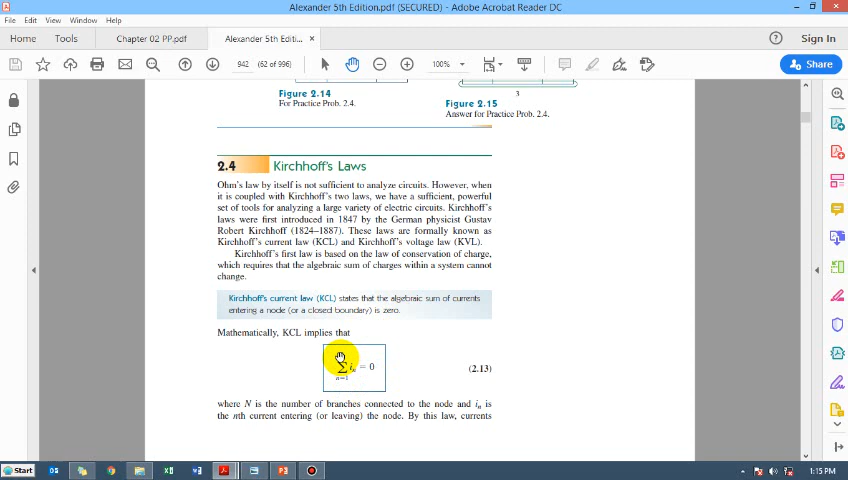 Alexander 5th Edition.pdf (SECURED) - Adobe Acrobat Reader DC
File Edit View Window Help
Home Tools Chapter 02 PP.pdf Alexander 5th Editi... × Sign In
942 (62 of 996) 100% Share
Figure 2.14
For Practice Prob. 2.4.
3
Figure 2.15
Answer for Practice Prob. 2.4.
2.4 Kirchhoff's Laws
Ohm's law by itself is not sufficient to analyze circuits. However, when
it is coupled with Kirchhoff's two laws, we have a sufficient, powerful
set of tools for analyzing a large variety of electric circuits. Kirchhoff's
laws were first introduced in 1847 by the German physicist Gustav
Robert Kirchhoff (1824–1887). These laws are formally known as
Kirchhoff's current law (KCL) and Kirchhoff's voltage law (KVL).
Kirchhoff's first law is based on the law of conservation of charge,
which requires that the algebraic sum of charges within a system cannot
change.
Kirchhoff's current law (KCL) states that the algebraic sum of currents
entering a node (or a closed boundary) is zero.
Mathematically, KCL implies that
∑ iₙ = 0 (2.13)
n=1
where N is the number of branches connected to the node and iₙ is
the nth current entering (or leaving) the node. By this law, currents
Start 1:15 PM